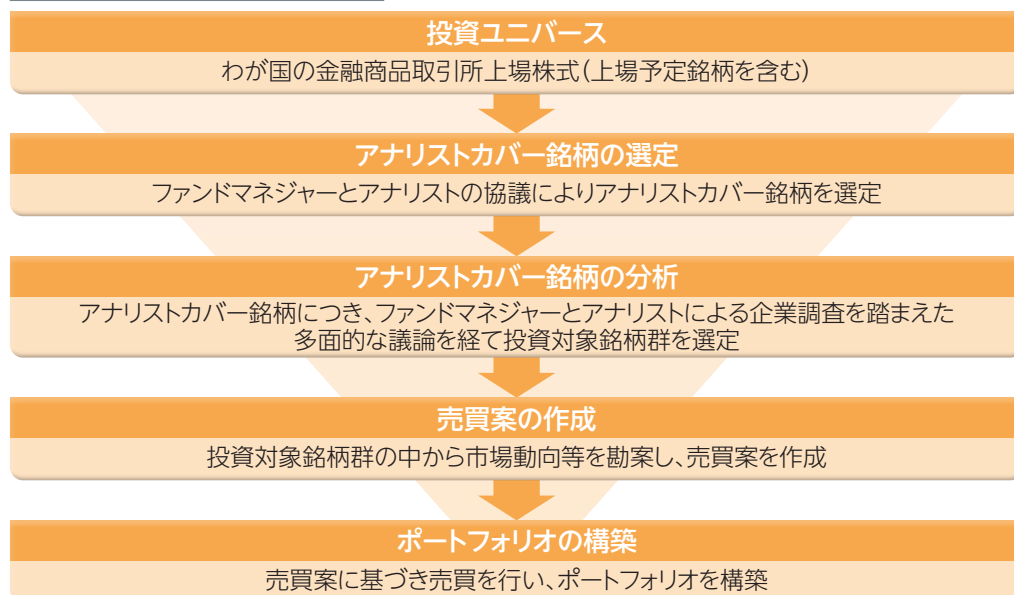 投資ユニバース
わが国の金融商品取引所上場株式(上場予定銘柄を含む)
アナリストカバー銘柄の選定
ファンドマネジャーとアナリストの協議によりアナリストカバー銘柄を選定
アナリストカバー銘柄の分析
アナリストカバー銘柄につき、ファンドマネジャーとアナリストによる企業調査を踏まえた
多面的な議論を経て投資対象銘柄群を選定
売買案の作成
投資対象銘柄群の中から市場動向等を勘案し、売買案を作成
ポートフォリオの構築
売買案に基づき売買を行い、ポートフォリオを構築